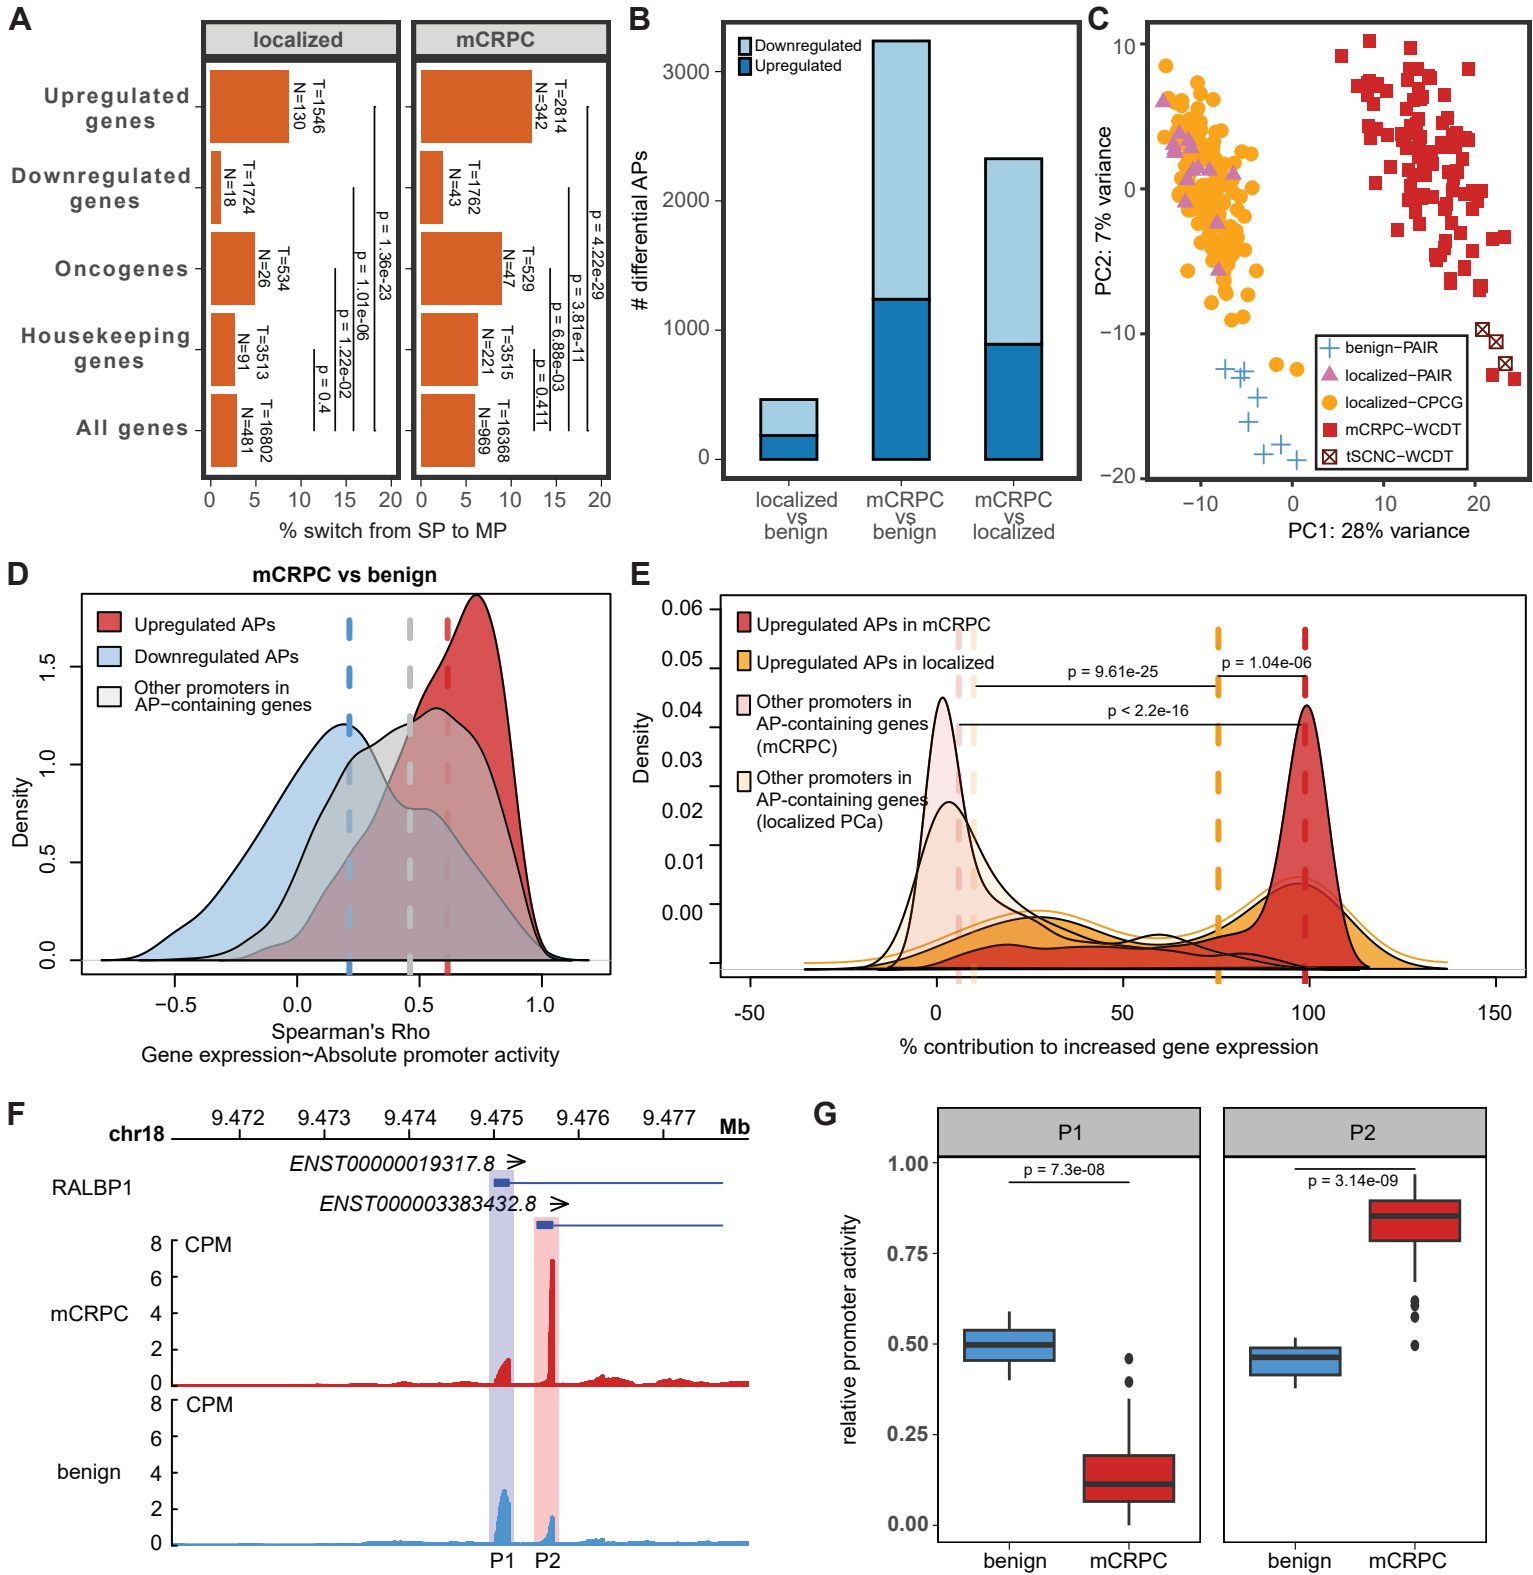 A
localized
mCRPC
Upregulated
genes
Downregulated
genes
Oncogenes
Housekeeping
genes
All genes
T=1546
N=130
T=1724
N=18
T=534
N=26
T=3513
N=91
T=16802
N=481
p = 1.36e-23
p = 1.01e-06
p = 1.22e-02
p = 0.4
T=2814
N=342
T=1762
N=43
T=529
N=47
T=3515
N=221
T=16368
N=969
p = 4.22e-29
p = 3.81e-11
p = 6.88e-03
p = 0.411
0 5 10 15 20
0 5 10 15 20
% switch from SP to MP
B
Downregulated
Upregulated
# differential APs
3000
2000
1000
0
localized
vs
benign
mCRPC
vs
benign
mCRPC
vs
localized
C
PC2: 7% variance
10
0
−10
−20
benign−PAIR
localized−PAIR
localized−CPCG
mCRPC−WCDT
tSCNC−WCDT
−10 0 10 20
PC1: 28% variance
D
mCRPC vs benign
Upregulated APs
Downregulated APs
Other promoters in
AP−containing genes
Density
1.5
1.0
0.5
0.0
−0.5 0.0 0.5 1.0
Spearman's Rho
Gene expression~Absolute promoter activity
E
Density
0.06
0.05
0.04
0.03
0.02
0.01
0.00
Upregulated APs in mCRPC
Upregulated APs in localized
Other promoters in
AP-containing genes
(mCRPC)
Other promoters in
AP-containing genes
(localized PCa)
p = 9.61e-25
p = 1.04e-06
p < 2.2e-16
-50 0 50 100 150
% contribution to increased gene expression
F
chr18
9.472 9.473 9.474 9.475 9.476 9.477
Mb
RALBP1
ENST00000019317.8
ENST000003383432.8
mCRPC
CPM
8
6
4
2
0
benign
CPM
8
6
4
2
0
P1 P2
G
P1
P2
relative promoter activity
1.00
0.75
0.50
0.25
0.00
p = 7.3e-08
p = 3.14e-09
benign mCRPC
benign mCRPC